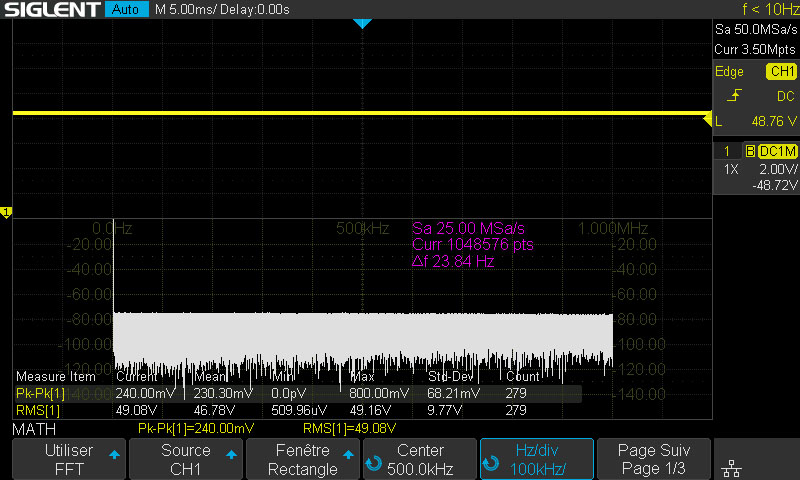 SIGLENT Auto M 5.00ms/ Delay:0.00s f < 10Hz
Sa 50.0MSa/s
Curr 3.50Mpts
Edge CH1
DC
L 48.76 V
1 B DC1M
1X 2.00V/
-48.72V
1
0.0Hz 500kHz 1.000MHz
Sa 25.00 MSa/s
Curr 1048576 pts
Δf 23.84 Hz
-20.00 -20.00
-40.00 -40.00
-60.00 -60.00
-80.00 -80.00
-100.00 -100.00
-120.00 -120.00
-140.00 -140.00
Measure Item Current Mean Min Max Std-Dev Count
Pk-Pk[1] 240.00mV 230.30mV 0.0pV 800.00mV 68.21mV 279
RMS[1] 49.08V 46.78V 509.96uV 49.16V 9.77V 279
MATH Pk-Pk[1]=240.00mV RMS[1]=49.08V
Utiliser Source Fenêtre Center Hz/div Page Suiv
FFT CH1 Rectangle 500.0kHz 100kHz/ Page 1/3